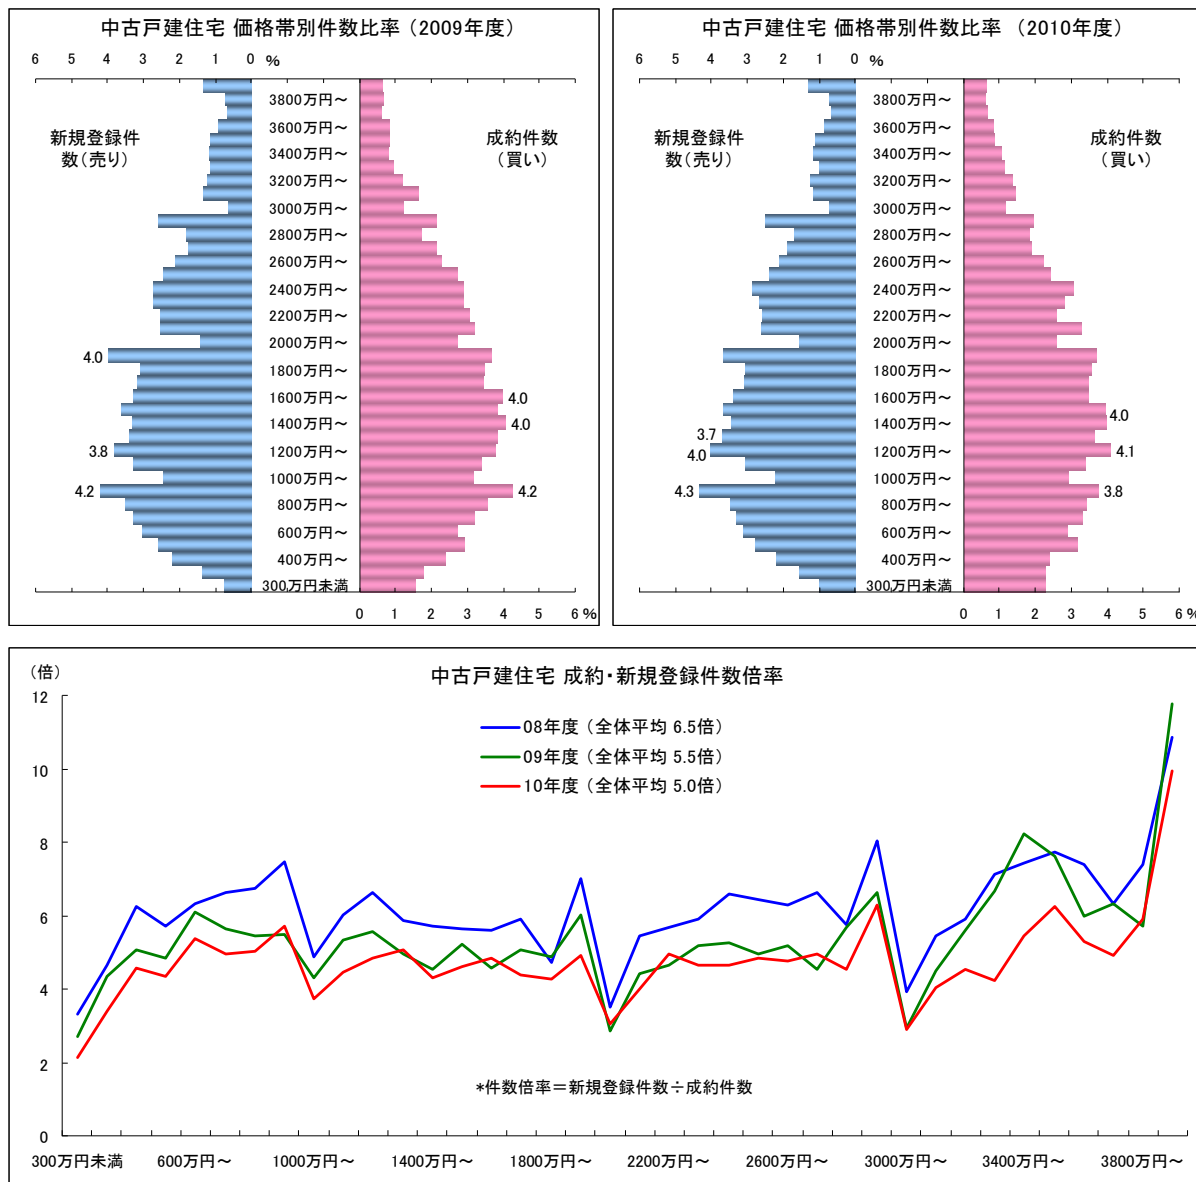 中古戸建住宅 価格帯別件数比率（2009年度）
6 5 4 3 2 1 0 %
新規登録件
数（売り）
成約件数
（買い）
3800万円～
3600万円～
3400万円～
3200万円～
3000万円～
2800万円～
2600万円～
2400万円～
2200万円～
2000万円～
4.0
1800万円～
1600万円～ 4.0
1400万円～ 4.0
3.8 1200万円～
1000万円～
4.2 4.2
800万円～
600万円～
400万円～
300万円未満
0 1 2 3 4 5 6 %
中古戸建住宅 価格帯別件数比率 （2010年度）
6 5 4 3 2 1 0 %
新規登録件
数（売り）
成約件数
（買い）
3800万円～
3600万円～
3400万円～
3200万円～
3000万円～
2800万円～
2600万円～
2400万円～
2200万円～
2000万円～
1800万円～
1600万円～
4.0
1400万円～
3.7
4.0 1200万円～ 4.1
1000万円～
4.3 3.8
800万円～
600万円～
400万円～
300万円未満
0 1 2 3 4 5 6 %
（倍）
中古戸建住宅 成約・新規登録件数倍率
12
10
8
6
4
2
0
08年度（全体平均 6.5倍）
09年度（全体平均 5.5倍）
10年度（全体平均 5.0倍）
*件数倍率＝新規登録件数÷成約件数
300万円未満 600万円～ 1000万円～ 1400万円～ 1800万円～ 2200万円～ 2600万円～ 3000万円～ 3400万円～ 3800万円～